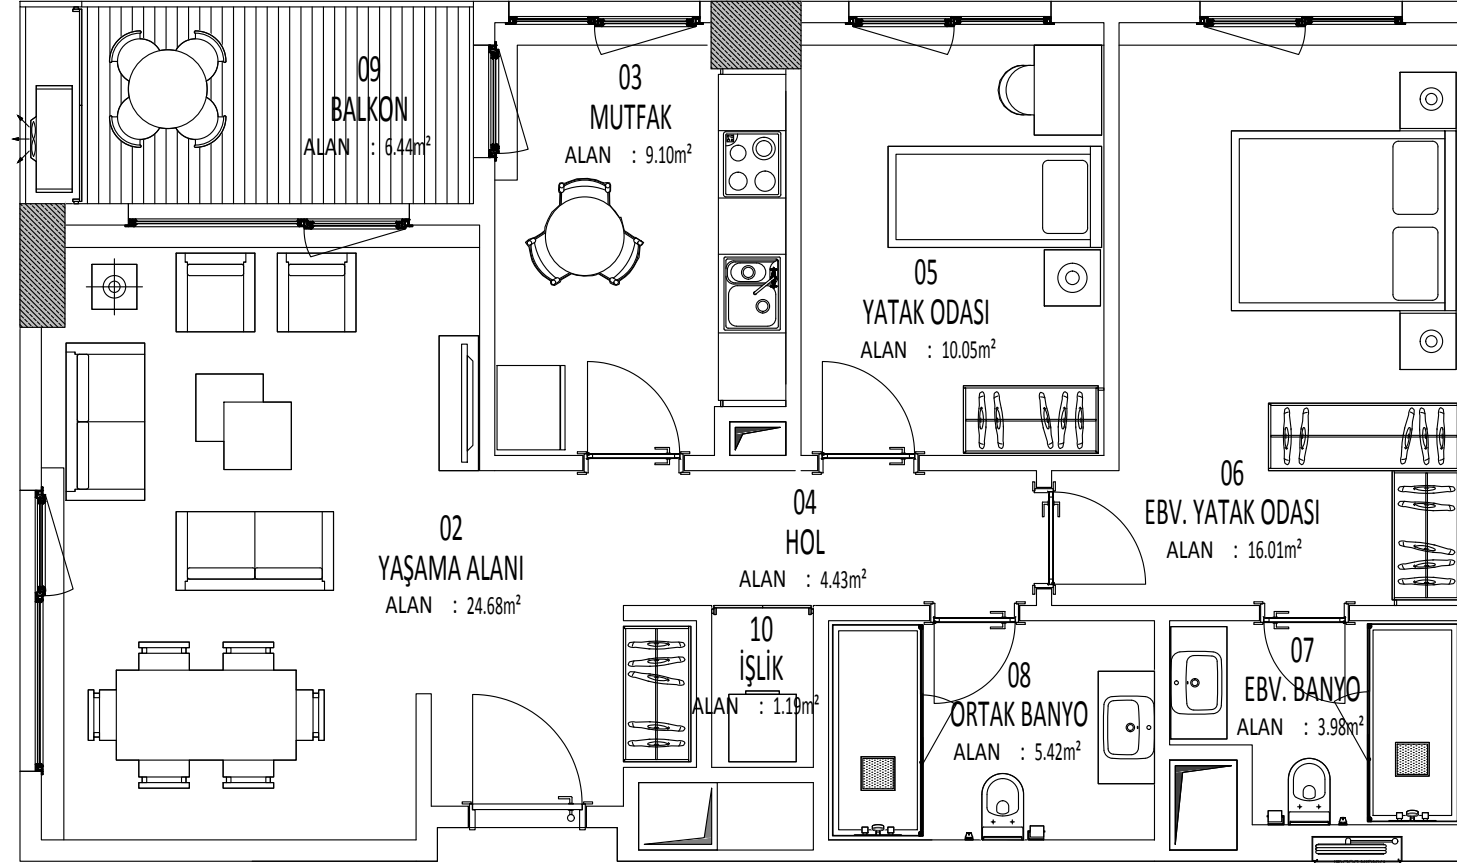 09
BALKON
ALAN : 6.44m²
03
MUTFAK
ALAN : 9.10m²
05
YATAK ODASI
ALAN : 10.05m²
06
EBV. YATAK ODASI
ALAN : 16.01m²
04
HOL
ALAN : 4.43m²
02
YAŞAMA ALANI
ALAN : 24.68m²
10
İŞLİK
ALAN : 1.19m²
08
ORTAK BANYO
ALAN : 5.42m²
07
EBV. BANYO
ALAN : 3.98m²